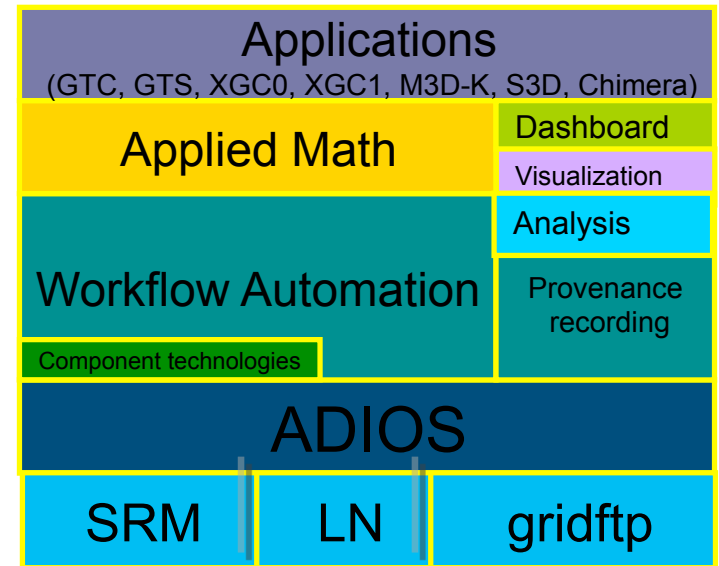 Applications
(GTC, GTS, XGC0, XGC1, M3D-K, S3D, Chimera)
Applied Math
Dashboard
Visualization
Analysis
Workflow Automation
Provenance
recording
Component technologies
ADIOS
SRM
LN
gridftp